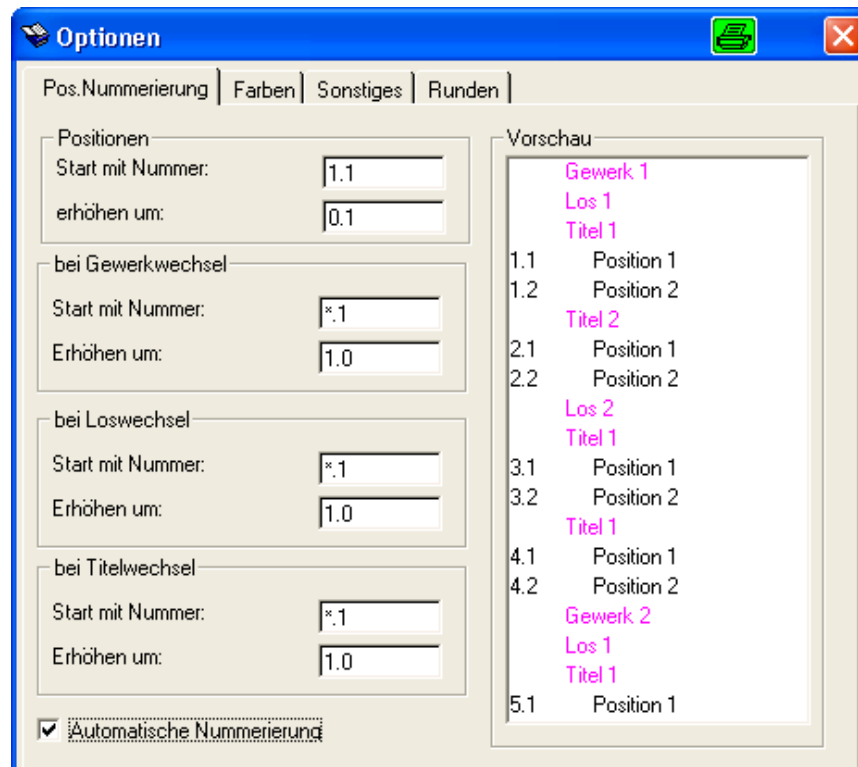 Optionen
Pos.Nummerierung Farben Sonstiges Runden
Positionen
Start mit Nummer: 1.1
erhöhen um: 0.1
bei Gewerkwechsel
Start mit Nummer: *.1
Erhöhen um: 1.0
bei Loswechsel
Start mit Nummer: *.1
Erhöhen um: 1.0
bei Titelwechsel
Start mit Nummer: *.1
Erhöhen um: 1.0
Automatische Nummerierung
Vorschau
Gewerk 1
Los 1
Titel 1
1.1 Position 1
1.2 Position 2
Titel 2
2.1 Position 1
2.2 Position 2
Los 2
Titel 1
3.1 Position 1
3.2 Position 2
Titel 1
4.1 Position 1
4.2 Position 2
Gewerk 2
Los 1
Titel 1
5.1 Position 1